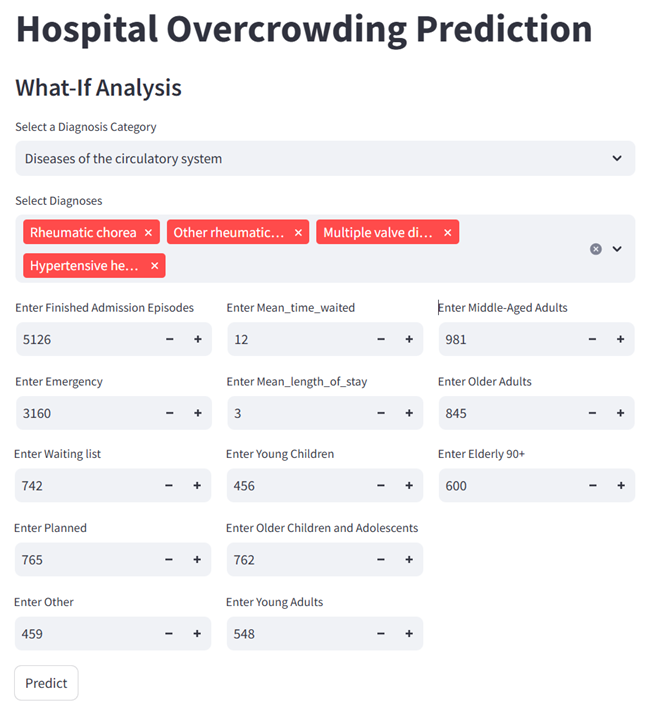 Hospital Overcrowding Prediction
What-If Analysis
Select a Diagnosis Category
Diseases of the circulatory system
Select Diagnoses
Rheumatic chorea × Other rheumatic... × Multiple valve di... ×
Hypertensive he... ×
Enter Finished Admission Episodes Enter Mean_time_waited Enter Middle-Aged Adults
5126 − + 12 − + 981 − +
Enter Emergency Enter Mean_length_of_stay Enter Older Adults
3160 − + 3 − + 845 − +
Enter Waiting list Enter Young Children Enter Elderly 90+
742 − + 456 − + 600 − +
Enter Planned Enter Older Children and Adolescents
765 − + 762 − +
Enter Other Enter Young Adults
459 − + 548 − +
Predict